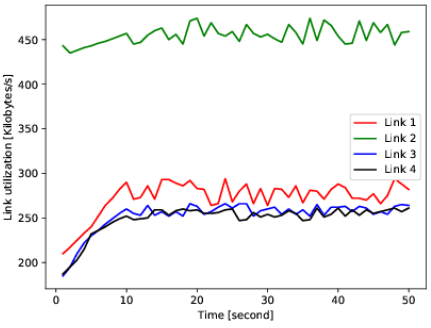 450
400
350
300
250
200
Link utilization [Kilobytes/s]
Link 1
Link 2
Link 3
Link 4
0
10
20
30
40
50
Time [second]